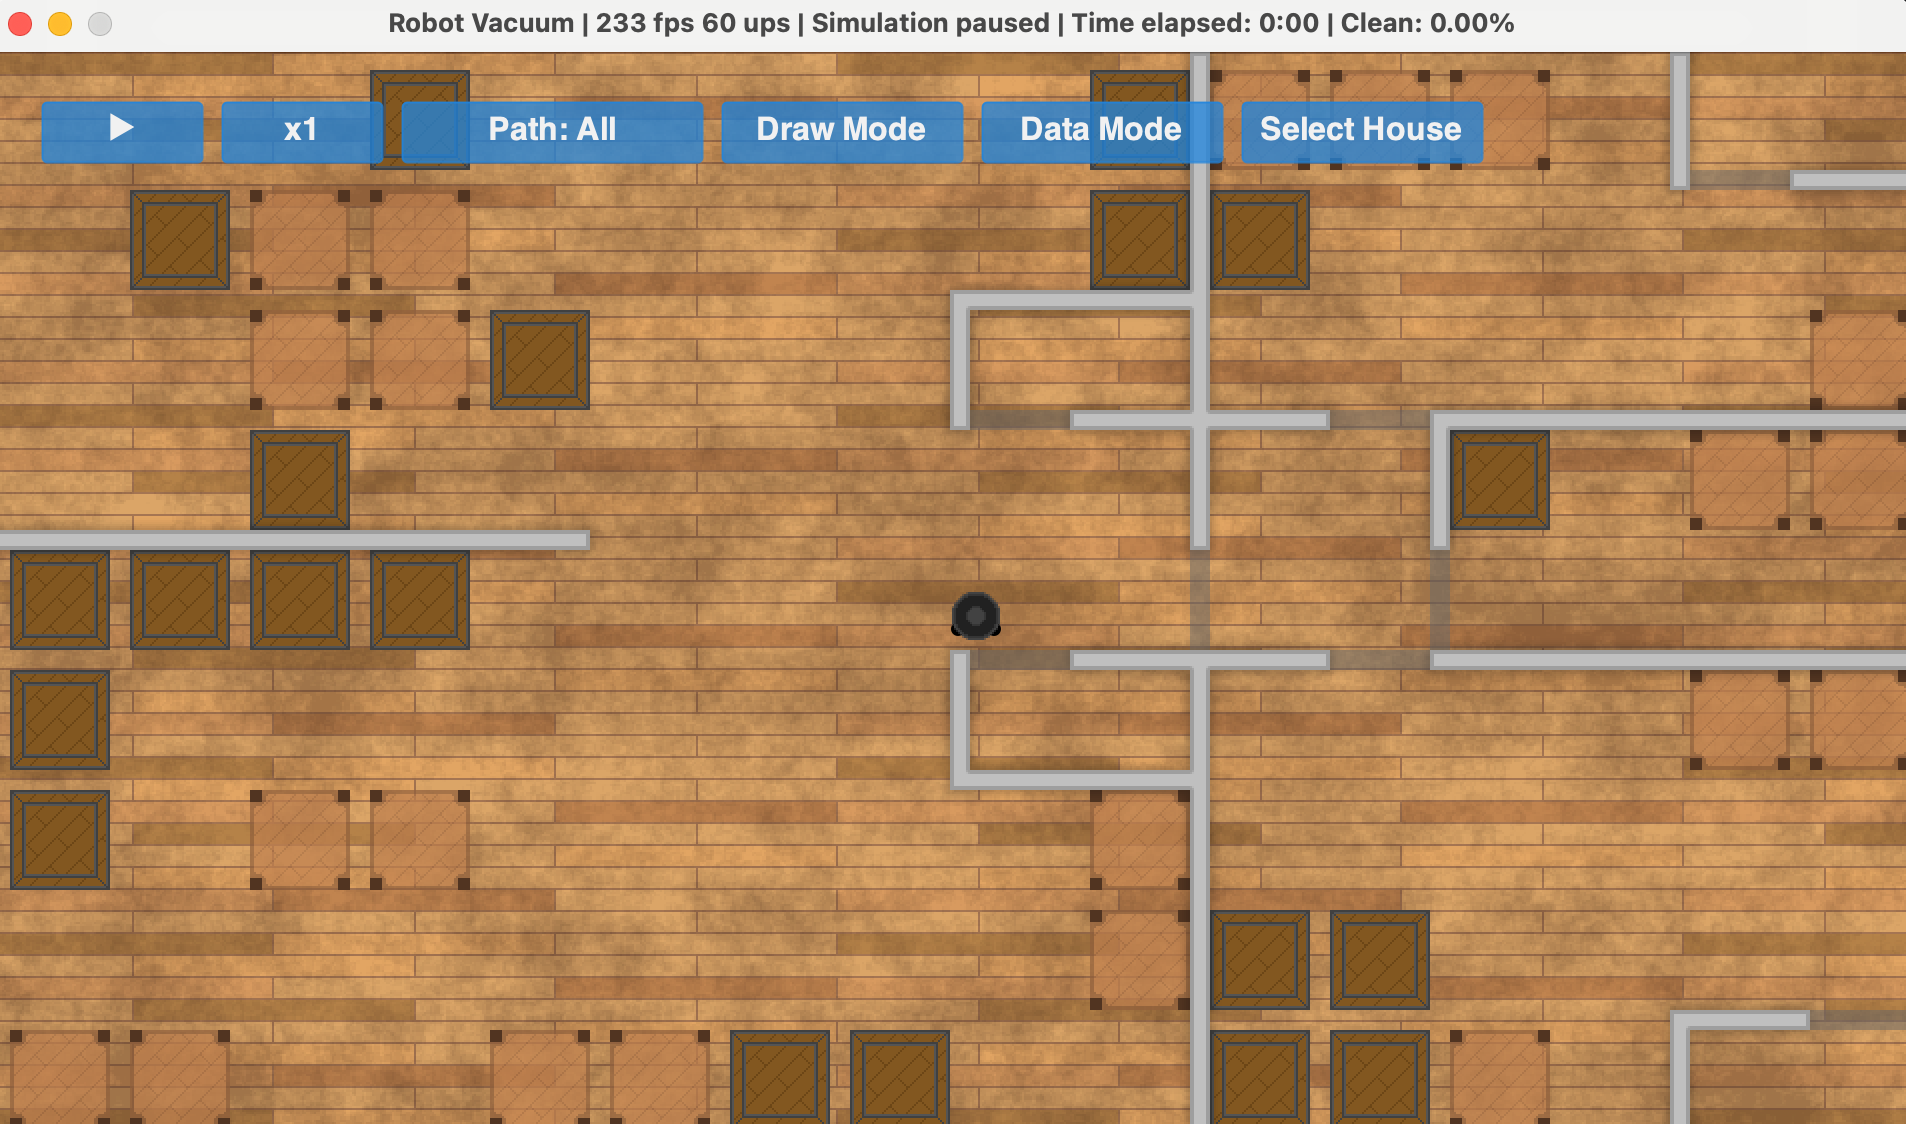 Robot Vacuum | 233 fps 60 ups | Simulation paused | Time elapsed: 0:00 | Clean: 0.00%
x1
Path: All
Draw Mode
Data Mode
Select House